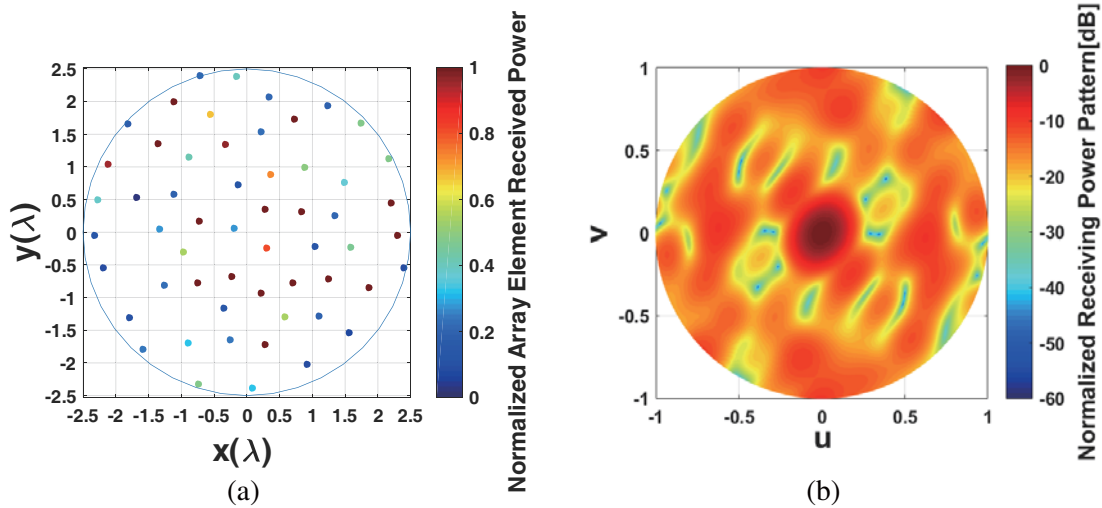 2.5
2
1.5
1
0.5
0
-0.5
-1
-1.5
-2
-2.5
-2.5 -2 -1.5 -1 -0.5 0 0.5 1 1.5 2 2.5
y(λ)
x(λ)
1
0.8
0.6
0.4
0.2
0
Normalized Array Element Received Power
(a)
1
0.5
0
-0.5
-1
-1 -0.5 0 0.5 1
v
u
0
-10
-20
-30
-40
-50
-60
Normalized Receiving Power Pattern[dB]
(b)